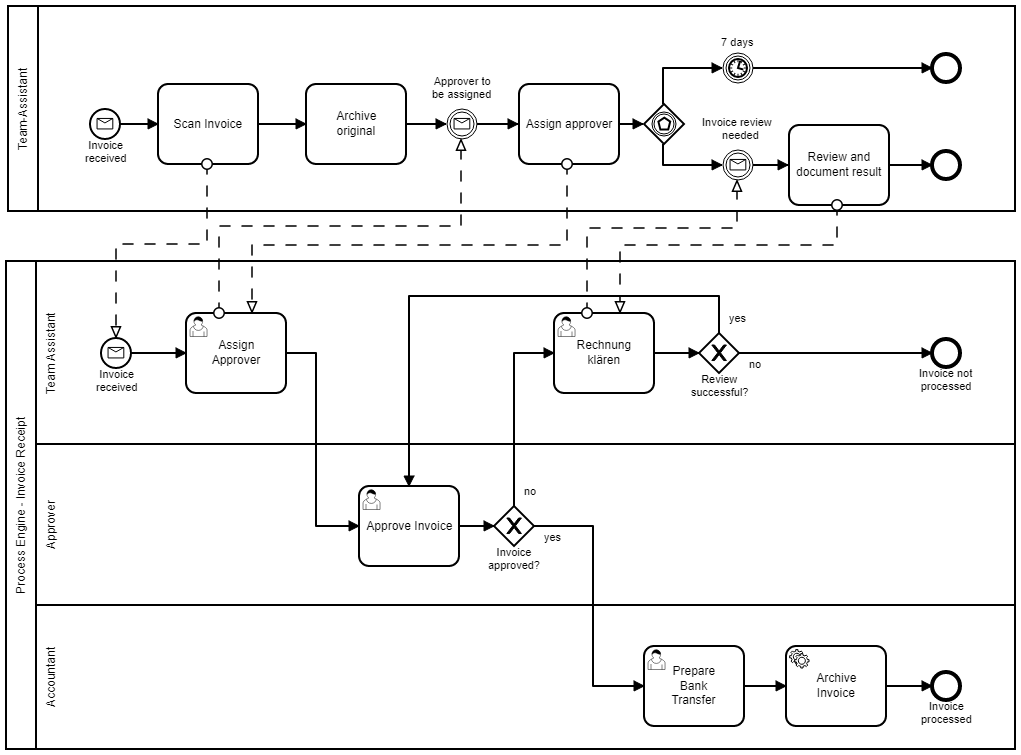 Team-Assistant
Invoice
received
Scan Invoice
Archive
original
Approver to
be assigned
Assign approver
7 days
Invoice review
needed
Review and
document result
Process Engine - Invoice Receipt
Team Assistant
Invoice
received
Assign
Approver
Rechnung
klären
yes
no
Review
successful?
Invoice not
processed
Approver
Approve Invoice
no
yes
Invoice
approved?
Accountant
Prepare
Bank
Transfer
Archive
Invoice
Invoice
processed